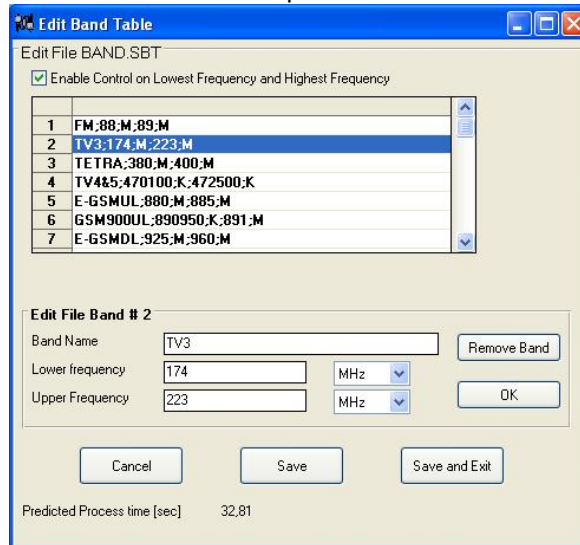 Edit Band Table
Edit File BAND.SBT
Enable Control on Lowest Frequency and Highest Frequency
1 FM;88;M;89;M
2 TV3;174;M;223;M
3 TETRA;380;M;400;M
4 TV4&5;470100;K;472500;K
5 E-GSMUL;880;M;885;M
6 GSM900UL;890950;K;891;M
7 E-GSMDL;925;M;960;M
Edit File Band # 2
Band Name TV3 Remove Band
Lower frequency 174 MHz
Upper Frequency 223 MHz OK
Cancel Save Save and Exit
Predicted Process time [sec] 32,81